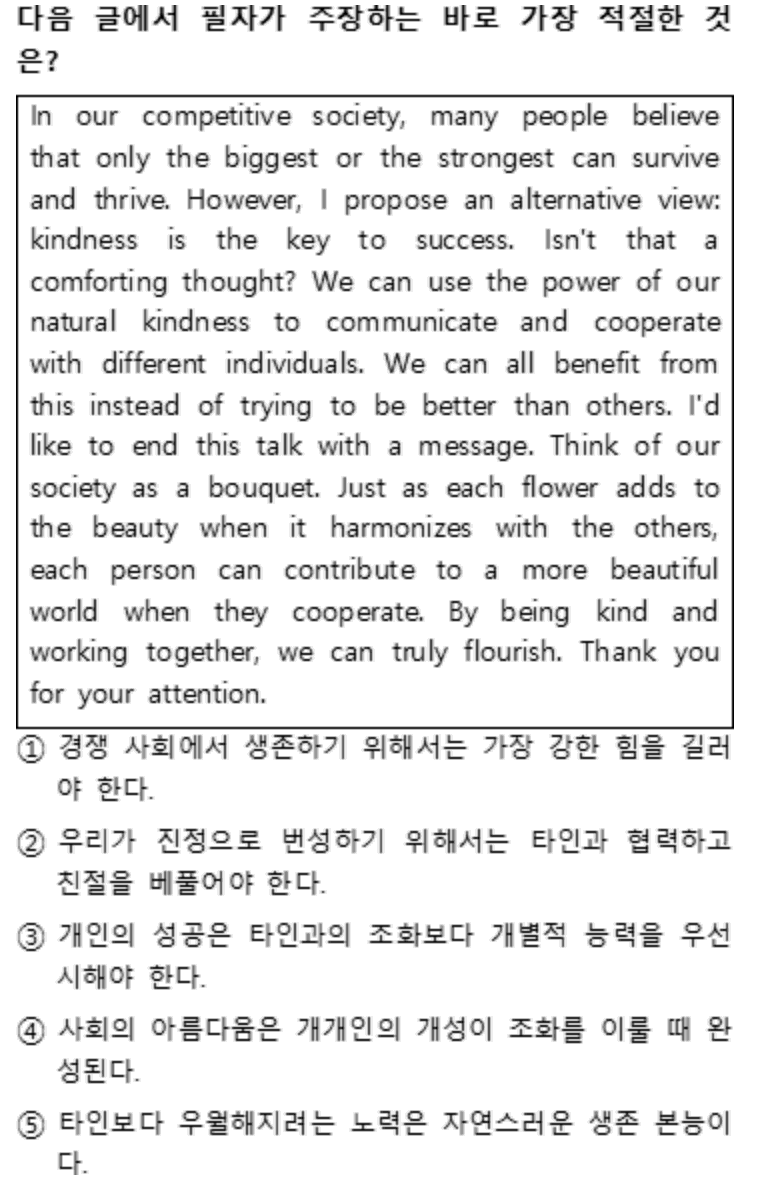 다음 글에서 필자가 주장하는 바로 가장 적절한 것
은?
In our competitive society, many people believe
that only the biggest or the strongest can survive
and thrive. However, I propose an alternative view:
kindness is the key to success. Isn't that a
comforting thought? We can use the power of our
natural kindness to communicate and cooperate
with different individuals. We can all benefit from
this instead of trying to be better than others. I'd
like to end this talk with a message. Think of our
society as a bouquet. Just as each flower adds to
the beauty when it harmonizes with the others,
each person can contribute to a more beautiful
world when they cooperate. By being kind and
working together, we can truly flourish. Thank you
for your attention.
① 경쟁 사회에서 생존하기 위해서는 가장 강한 힘을 길러
야 한다.
② 우리가 진정으로 번성하기 위해서는 타인과 협력하고
친절을 베풀어야 한다.
③ 개인의 성공은 타인과의 조화보다 개별적 능력을 우선
시해야 한다.
④ 사회의 아름다움은 개개인의 개성이 조화를 이룰 때 완
성된다.
⑤ 타인보다 우월해지려는 노력은 자연스러운 생존 본능이
다.